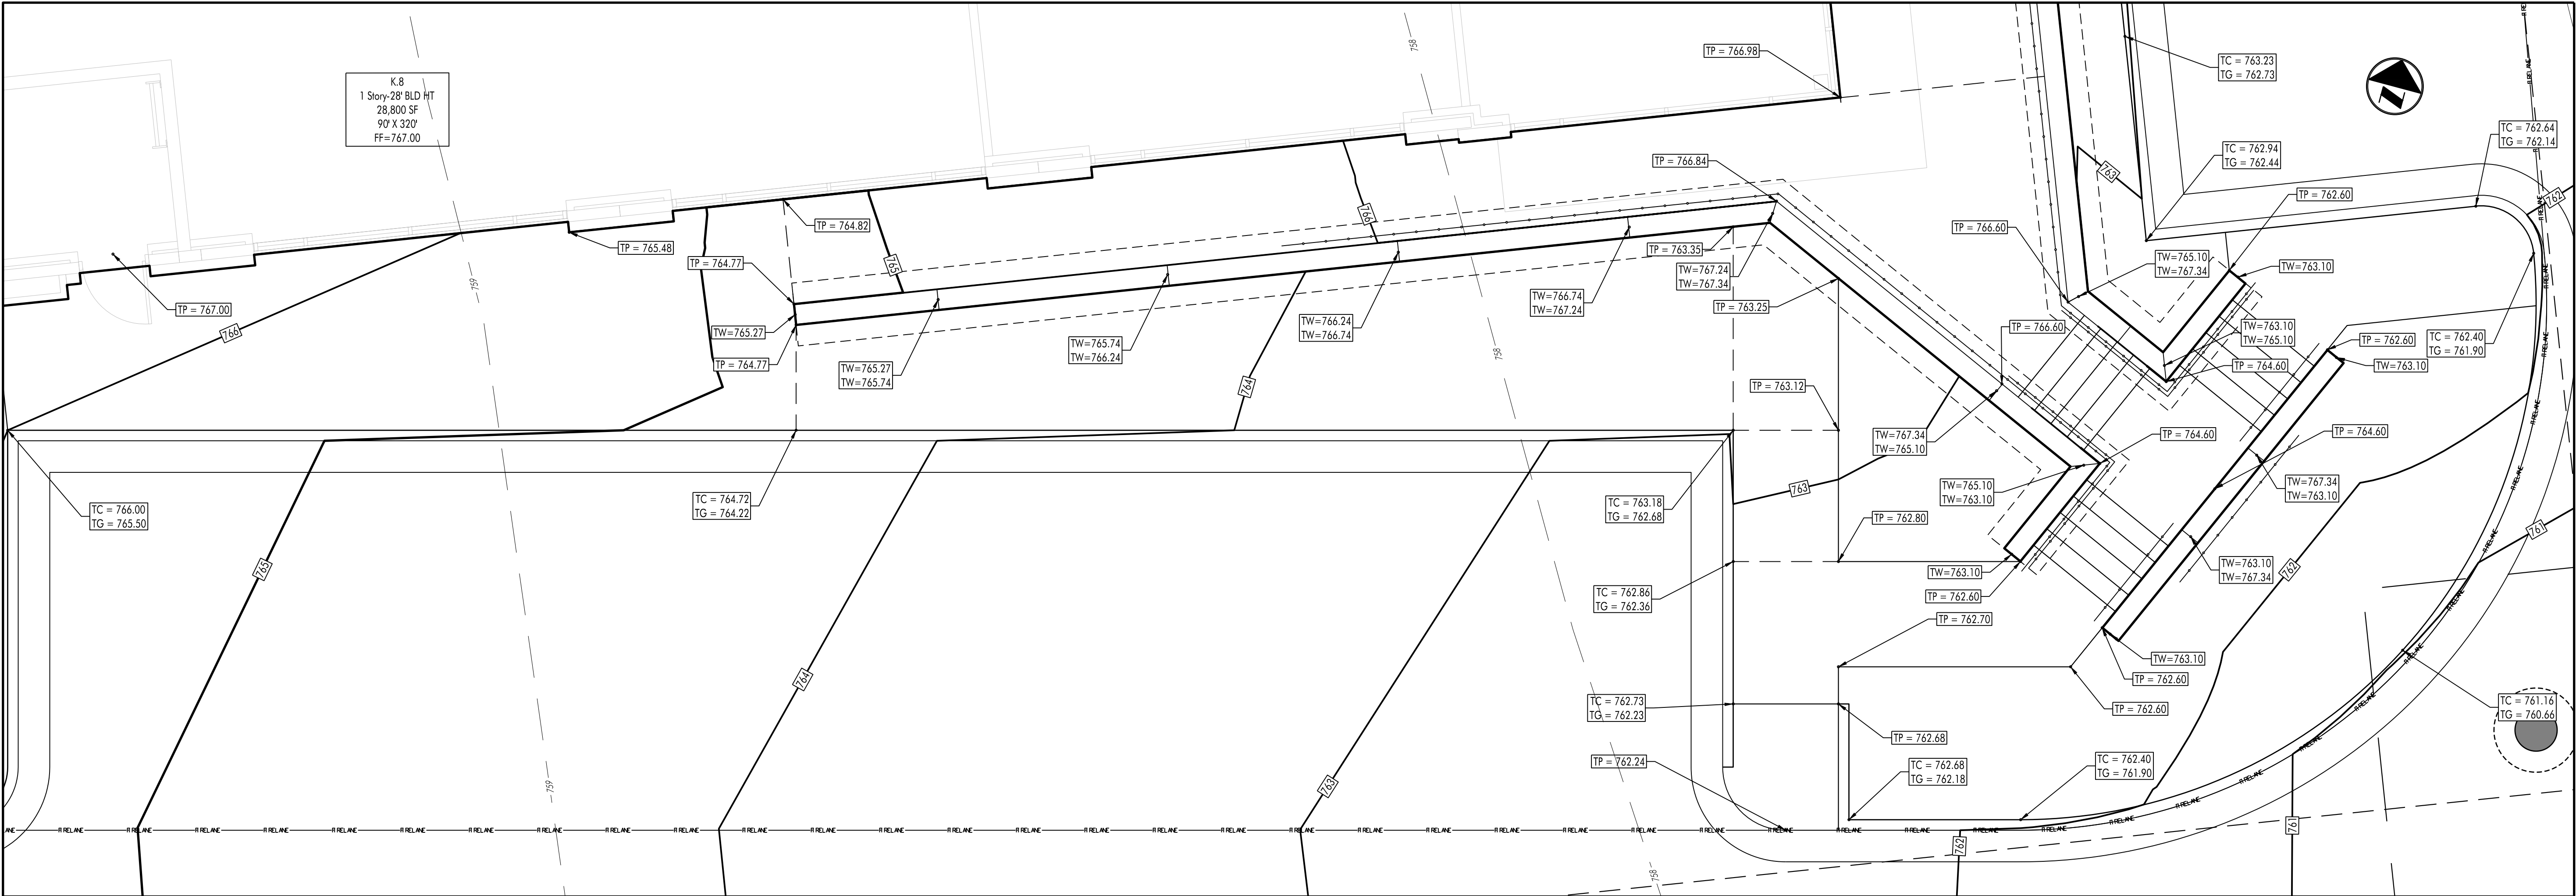 K.8
1 Story-28' BLD HT
28,800 SF
90' X 320'
FF=767.00
TP = 766.98
758
TC = 763.23
TG = 762.73
TC = 762.64
TG = 762.14
TC = 762.94
TG = 762.44
TP = 766.84
763
TP = 762.60
762
766
TP = 764.82
TP = 766.60
TP = 765.48
TP = 763.35
TW=765.10
TW=767.34
TW=763.10
TP = 764.77
765
TW=767.24
TW=767.34
759
TP = 767.00
TW=766.74
TW=767.24
TP = 763.25
TW=765.27
766
TW=766.24
TW=766.74
TP = 766.60
TW=763.10
TW=765.10
TP = 762.60
TC = 762.40
TG = 761.90
TW=765.74
TW=766.24
758
TP = 764.77
TW=765.27
TW=765.74
TP = 764.60
TW=763.10
764
TP = 763.12
TW=767.34
TW=765.10
TP = 764.60
TP = 764.60
TC = 766.00
TG = 765.50
TC = 764.72
TG = 764.22
TC = 763.18
TG = 762.68
763
TW=765.10
TW=763.10
TW=767.34
TW=763.10
TP = 762.80
761
765
TW=763.10
TW=763.10
TW=767.34
762
TC = 762.86
TG = 762.36
TP = 762.60
TP = 762.70
TW=763.10
764
TP = 762.60
TC = 762.73
TG = 762.23
TP = 762.60
TC = 761.16
TG = 760.66
TP = 762.68
TP = 762.24
TC = 762.68
TG = 762.18
TC = 762.40
TG = 761.90
759
763
761
762
758